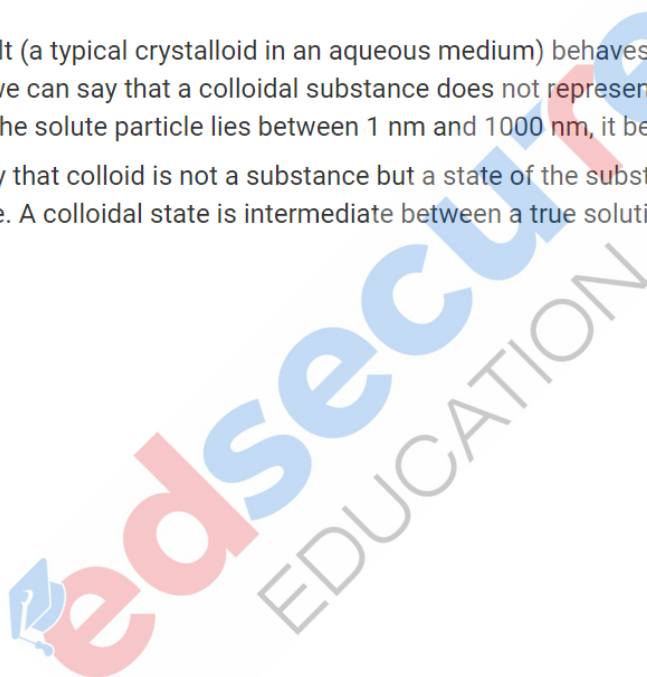 lt (a typical crystalloid in an aqueous medium) behaves
we can say that a colloidal substance does not represen
he solute particle lies between 1 nm and 1000 nm, it be
y that colloid is not a substance but a state of the subst
e. A colloidal state is intermediate between a true soluti
edsecure
EDUCATION